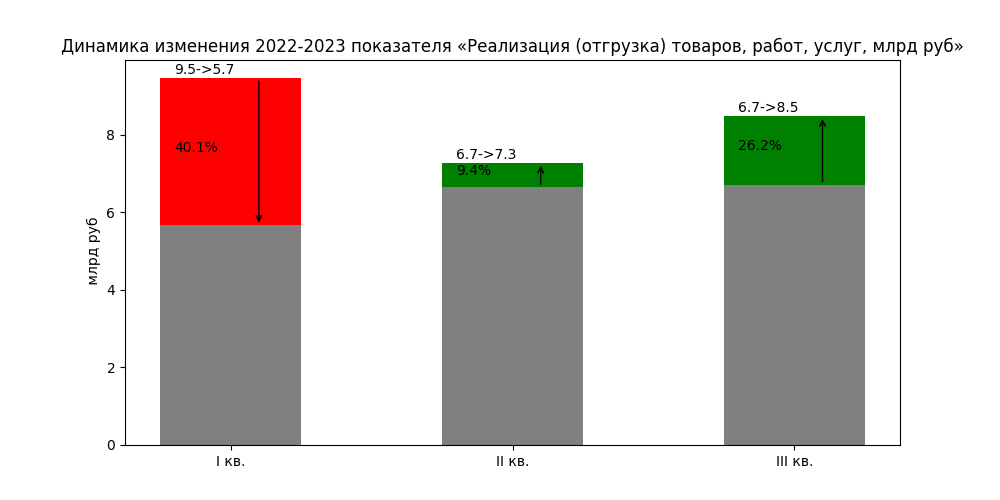 Динамика изменения 2022-2023 показателя «Реализация (отгрузка) товаров, работ, услуг, млрд руб»
9.5->5.7
6.7->7.3
6.7->8.5
40.1%
9.4%
26.2%
млрд руб
8
6
4
2
0
I кв.
II кв.
III кв.